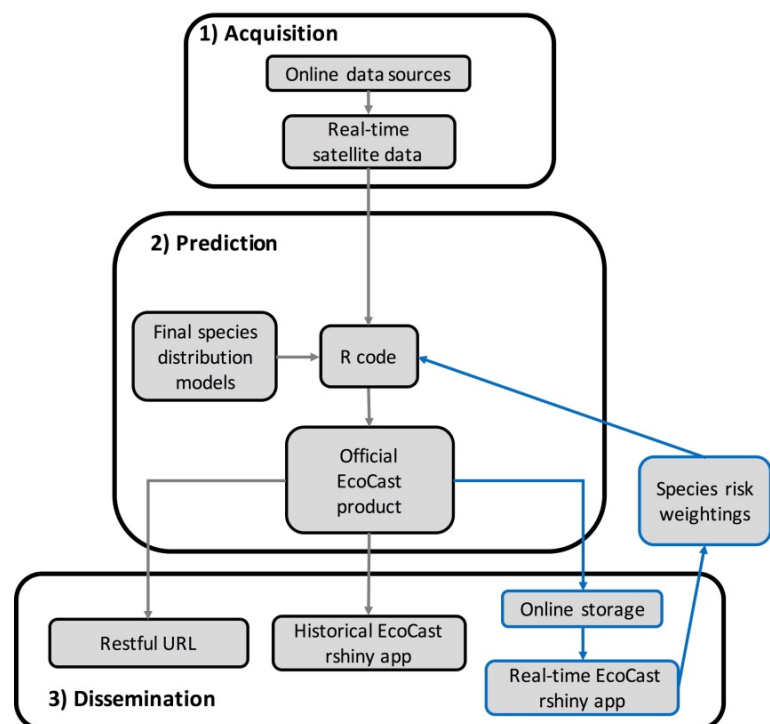 1) Acquisition
Online data sources
Real-time
satellite data
2) Prediction
Final species
distribution
models
R code
Official
EcoCast
product
Species risk
weightings
Online storage
Restful URL
Historical EcoCast
rshiny app
Real-time EcoCast
rshiny app
3) Dissemination